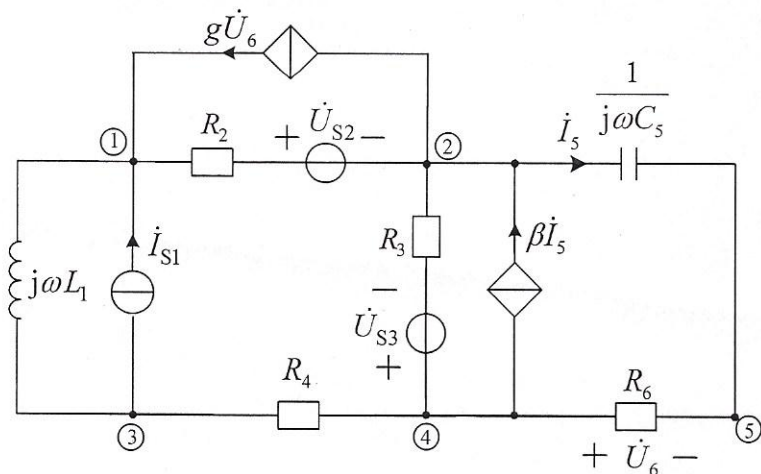 gU̇₆
1
jωC₅
①
R₂
+ U̇S2 −
②
İ₅
jωL₁
İS1
R₃
βİ₅
−
U̇S3
+
R₄
R₆
③
④
⑤
+ U̇₆ −